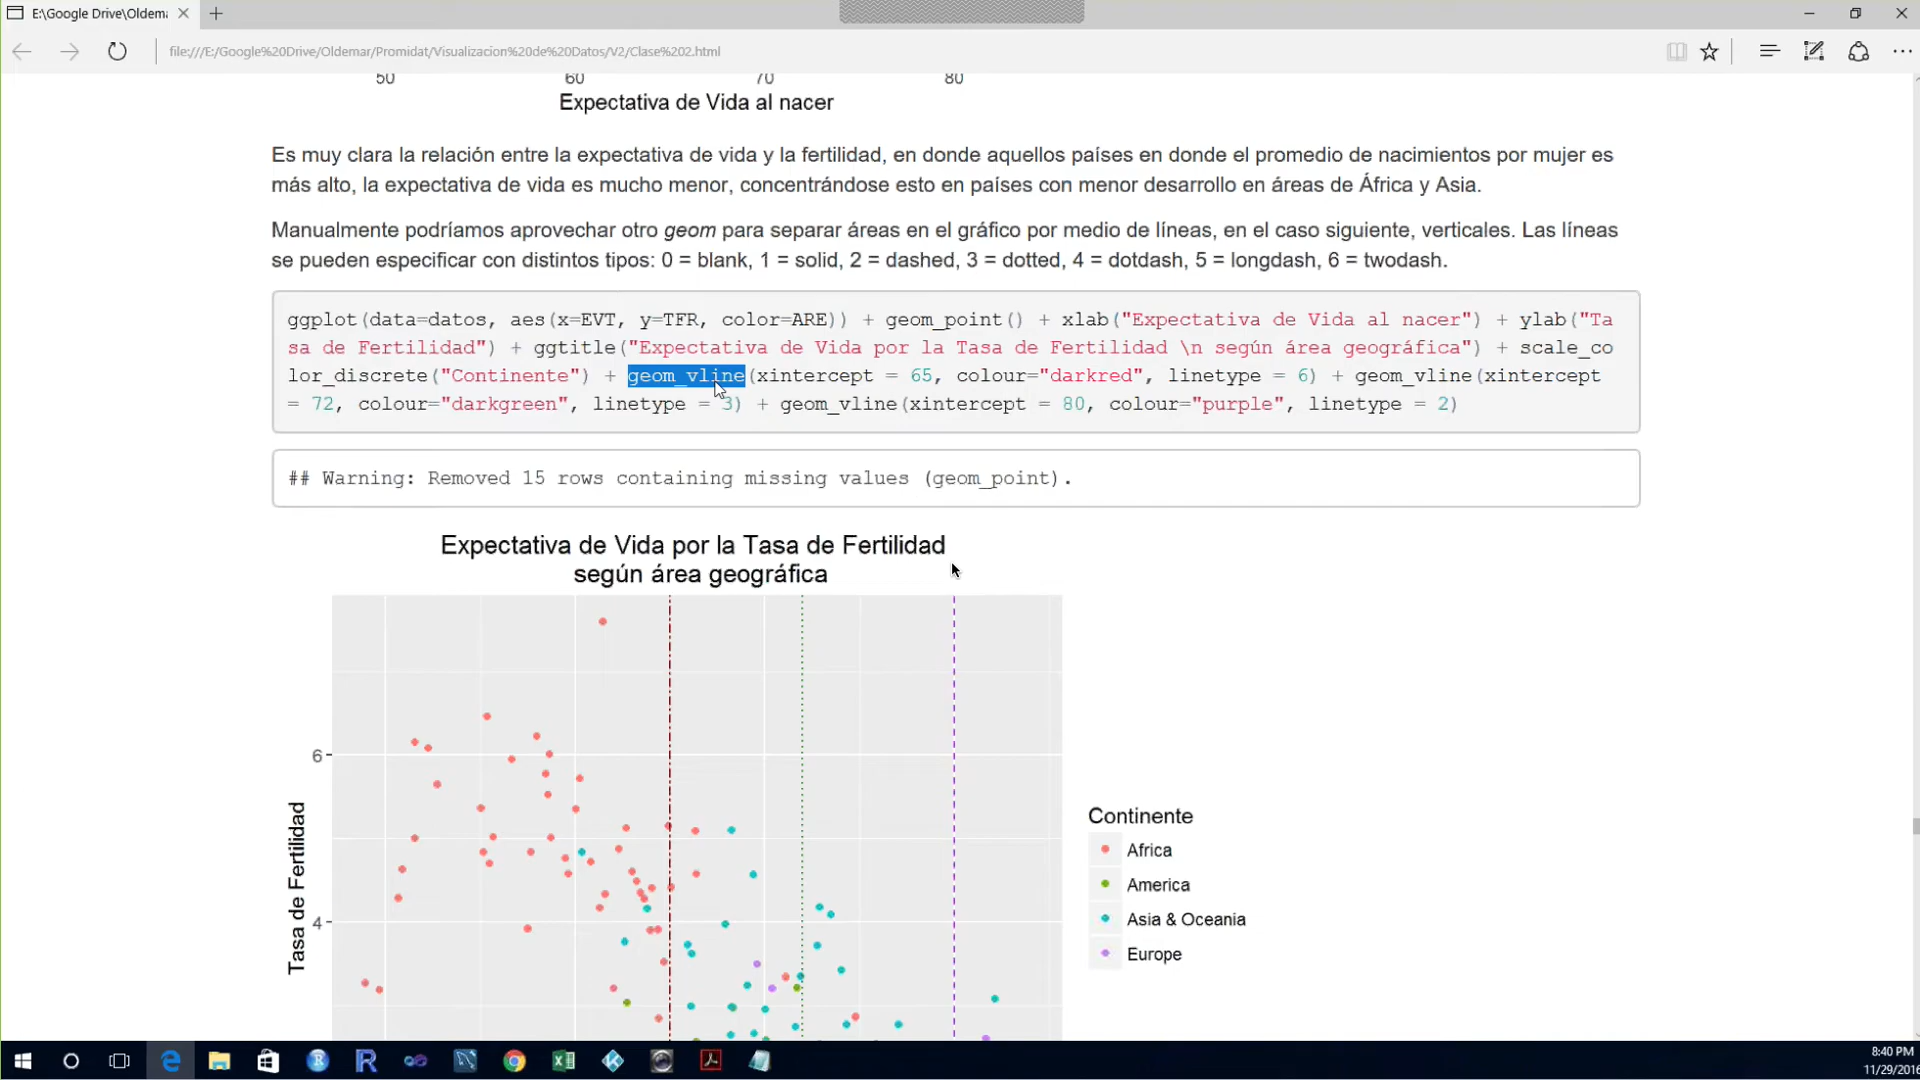 E:\Google Drive\Oldema
file:///E:/Google%20Drive/Oldemar/Promidat/Visualizacion%20de%20Datos/V2/Clase%202.html
50 60 70 80
Expectativa de Vida al nacer
Es muy clara la relación entre la expectativa de vida y la fertilidad, en donde aquellos países en donde el promedio de nacimientos por mujer es
más alto, la expectativa de vida es mucho menor, concentrándose esto en países con menor desarrollo en áreas de África y Asia.
Manualmente podríamos aprovechar otro geom para separar áreas en el gráfico por medio de líneas, en el caso siguiente, verticales. Las líneas
se pueden especificar con distintos tipos: 0 = blank, 1 = solid, 2 = dashed, 3 = dotted, 4 = dotdash, 5 = longdash, 6 = twodash.
ggplot(data=datos, aes(x=EVT, y=TFR, color=ARE)) + geom_point() + xlab("Expectativa de Vida al nacer") + ylab("Ta
sa de Fertilidad") + ggtitle("Expectativa de Vida por la Tasa de Fertilidad \n según área geográfica") + scale_co
lor_discrete("Continente") + geom_vline(xintercept = 65, colour="darkred", linetype = 6) + geom_vline(xintercept
= 72, colour="darkgreen", linetype = 3) + geom_vline(xintercept = 80, colour="purple", linetype = 2)
## Warning: Removed 15 rows containing missing values (geom_point).
Expectativa de Vida por la Tasa de Fertilidad
según área geográfica
6
4
Tasa de Fertilidad
Continente
Africa
America
Asia & Oceania
Europe
8:40 PM
11/29/2016